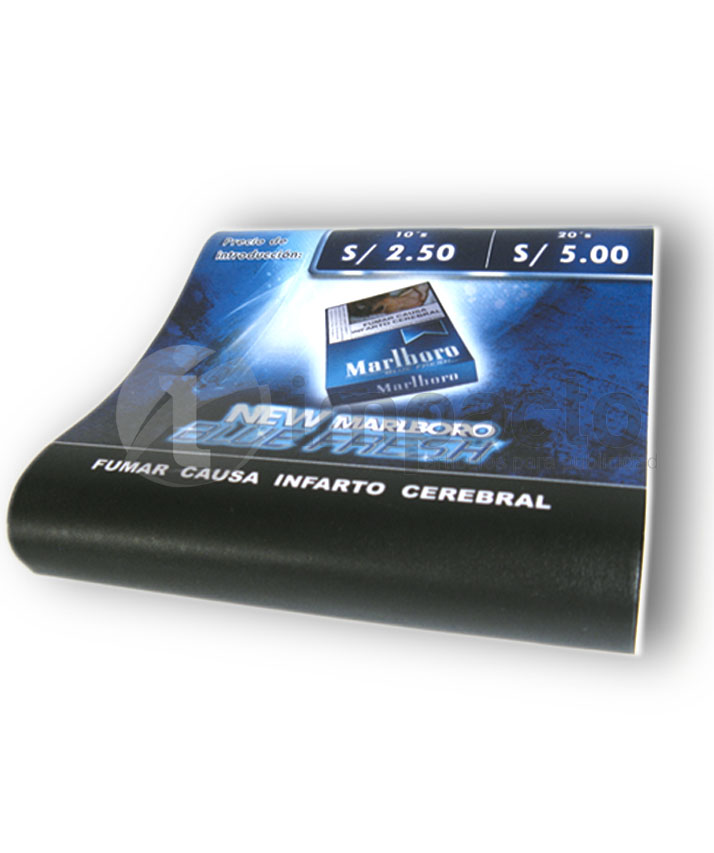 Precio de
introducción:
10's
S/ 2.50
20's
S/ 5.00
FUMAR CAUSA
INFARTO CEREBRAL
Marlboro
Marlboro
NEW MARLBORO
BLUE FRESH
impacto
FUMAR CAUSA INFARTO CEREBRAL